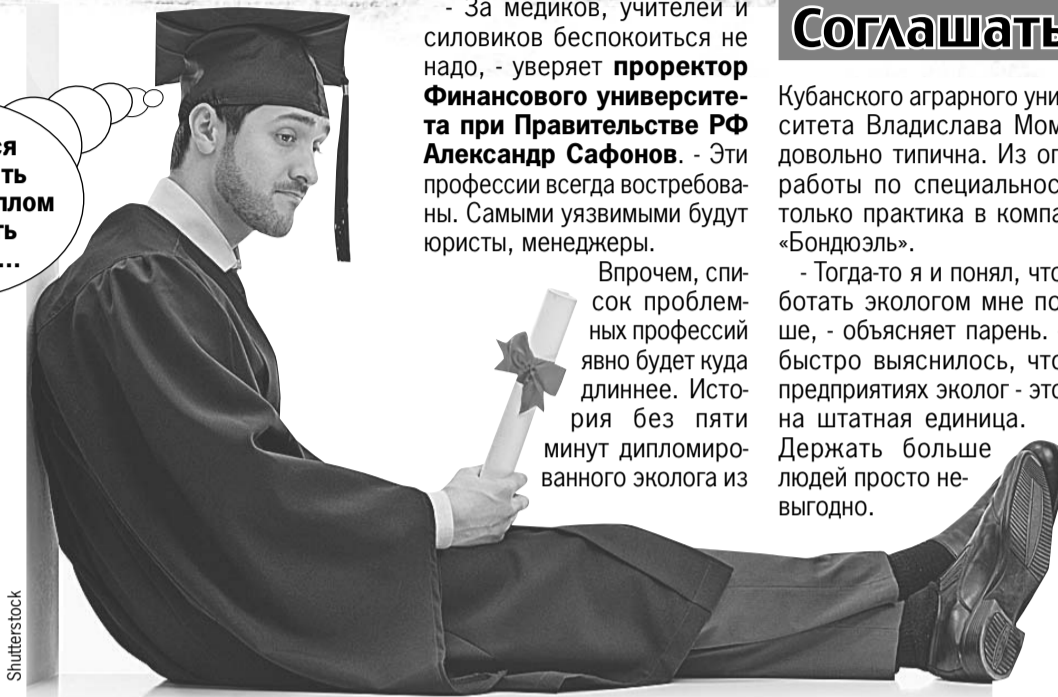 ся
ть
плом
ть
...
- За медиков, учителей и
силовиков беспокоиться не
надо, - уверяет проректор
Финансового университе-
та при Правительстве РФ
Александр Сафонов. - Эти
профессии всегда востребова-
ны. Самыми уязвимыми будут
юристы, менеджеры.
Впрочем, спи-
сок проблем-
ных профессий
явно будет куда
длиннее. Исто-
рия без пяти
минут дипломиро-
ванного эколога из
Соглашать
Кубанского аграрного уни
ситета Владислава Мом
довольно типична. Из оп
работы по специальнос
только практика в компа
«Бондюэль».
- Тогда-то я и понял, что
ботать экологом мне по
ше, - объясняет парень.
быстро выяснилось, что
предприятиях эколог - это
на штатная единица.
Держать больше
людей просто не-
выгодно.
Shutterstock